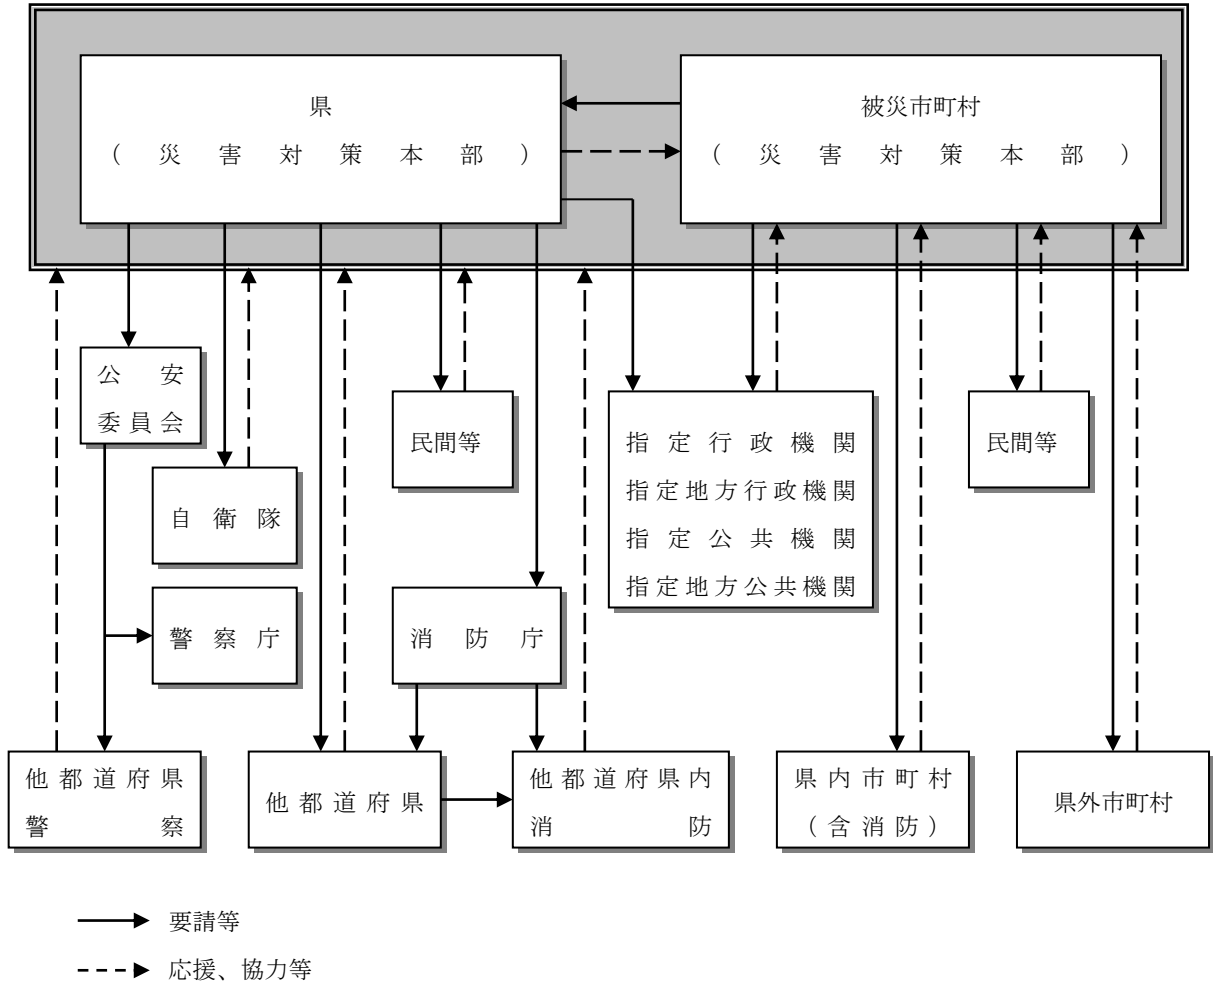 県
(災害対策本部)
被災市町村
(災害対策本部)
公安
委員会
民間等
指定行政機関
指定地方行政機関
指定公共機関
指定地方公共機関
民間等
自衛隊
警察庁
消防庁
他都道府県
警察
他都道府県
他都道府県内
消防
県内市町村
(含消防)
県外市町村
要請等
応援、協力等